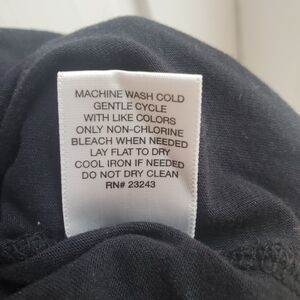 MACHINE WASH COLD
GENTLE CYCLE
WITH LIKE COLORS
ONLY NON-CHLORINE
BLEACH WHEN NEEDED
LAY FLAT TO DRY
COOL IRON IF NEEDED
DO NOT DRY CLEAN
RN# 23243